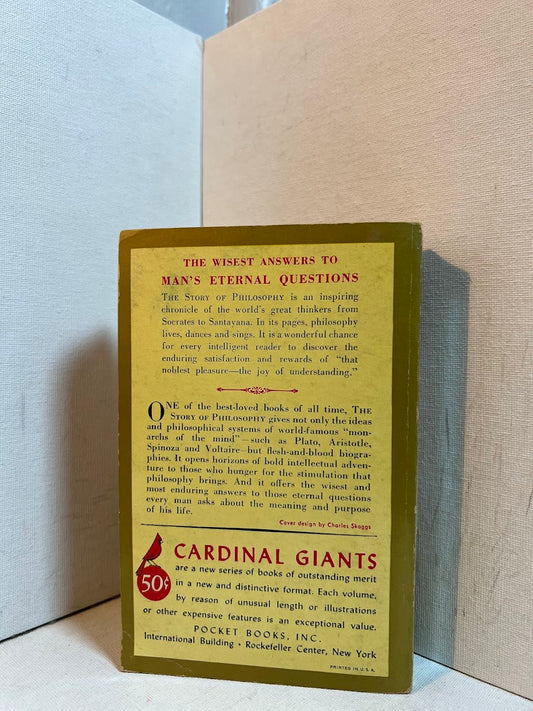 THE WISEST ANSWERS TO
MAN'S ETERNAL QUESTIONS
THE STORY OF PHILOSOPHY is an inspiring
chronicle of the world's great thinkers from
Socrates to Santayana. In its pages, philosophy
lives, dances and sings. It is a wonderful chance
for every intelligent reader to discover the
enduring satisfaction and rewards of "that
noblest pleasure—the joy of understanding."
ONE of the best-loved books of all time, THE
STORY OF PHILOSOPHY gives not only the ideas
and philosophical systems of world-famous "mon-
archs of the mind"—such as Plato, Aristotle,
Spinoza and Voltaire—but flesh-and-blood biogra-
phies. It opens horizons of bold intellectual adven-
ture to those who hunger for the stimulation that
philosophy brings. And it offers the wisest and
most enduring answers to those eternal questions
every man asks about the meaning and purpose
of his life.
Cover design by Charles Skaggs
CARDINAL GIANTS
50¢
are a new series of books of outstanding merit
in a new and distinctive format. Each volume,
by reason of unusual length or illustrations
or other expensive features is an exceptional value.
POCKET BOOKS, INC.
International Building • Rockefeller Center, New York
PRINTED IN U.S.A.